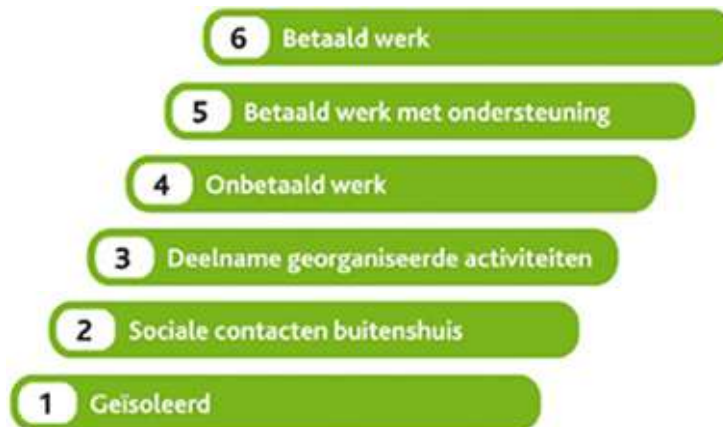 6 Betaald werk
5 Betaald werk met ondersteuning
4 Onbetaald werk
3 Deelname georganiseerde activiteiten
2 Sociale contacten buitenshuis
1 Geïsoleerd